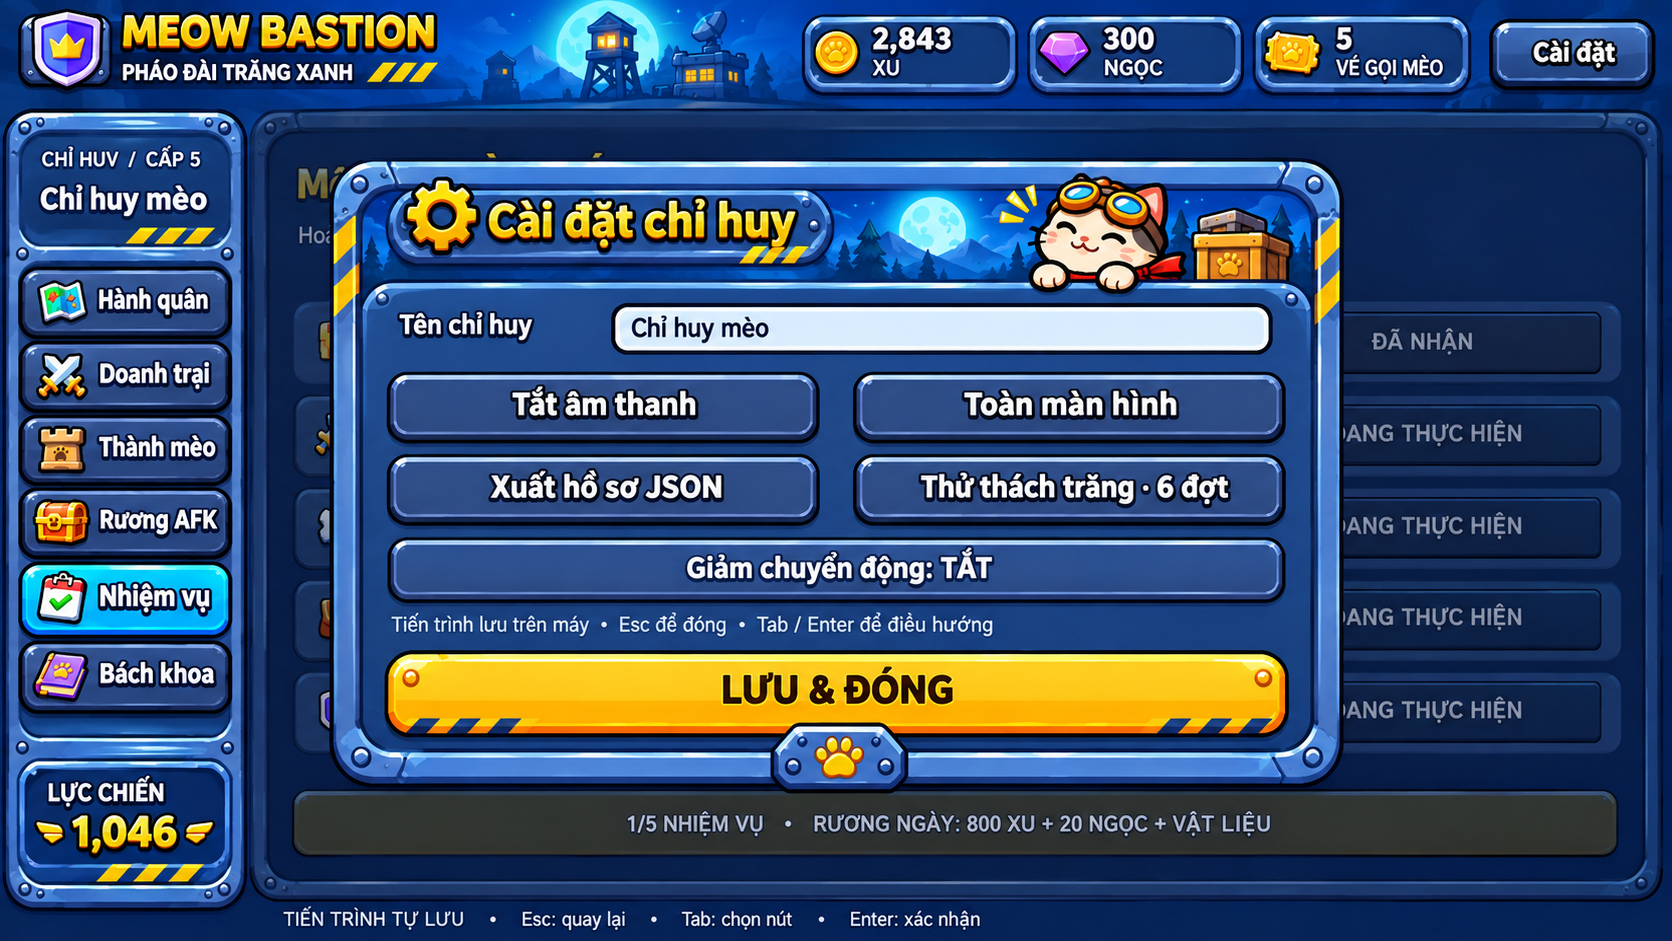 MEOW BASTION
PHÁO ĐÀI TRĂNG XANH
2,843
XU
300
NGỌC
5
VÉ GỌI MÈO
Cài đặt
CHỈ HUV / CẤP 5
Chỉ huy mèo
Hành quân
Doanh trại
Thành mèo
Rương AFK
Nhiệm vụ
Bách khoa
LỰC CHIẾN
1,046
Cài đặt chỉ huy
Tên chỉ huy
Chỉ huy mèo
Tắt âm thanh
Toàn màn hình
Xuất hồ sơ JSON
Thử thách trăng · 6 đợt
Giảm chuyển động: TẮT
Tiến trình lưu trên máy • Esc để đóng • Tab / Enter để điều hướng
LƯU & ĐÓNG
ĐÃ NHẬN
ĐANG THỰC HIỆN
ĐANG THỰC HIỆN
ĐANG THỰC HIỆN
ĐANG THỰC HIỆN
1/5 NHIỆM VỤ • RƯƠNG NGÀY: 800 XU + 20 NGỌC + VẬT LIỆU
TIẾN TRÌNH TỰ LƯU • Esc: quay lại • Tab: chọn nút • Enter: xác nhận